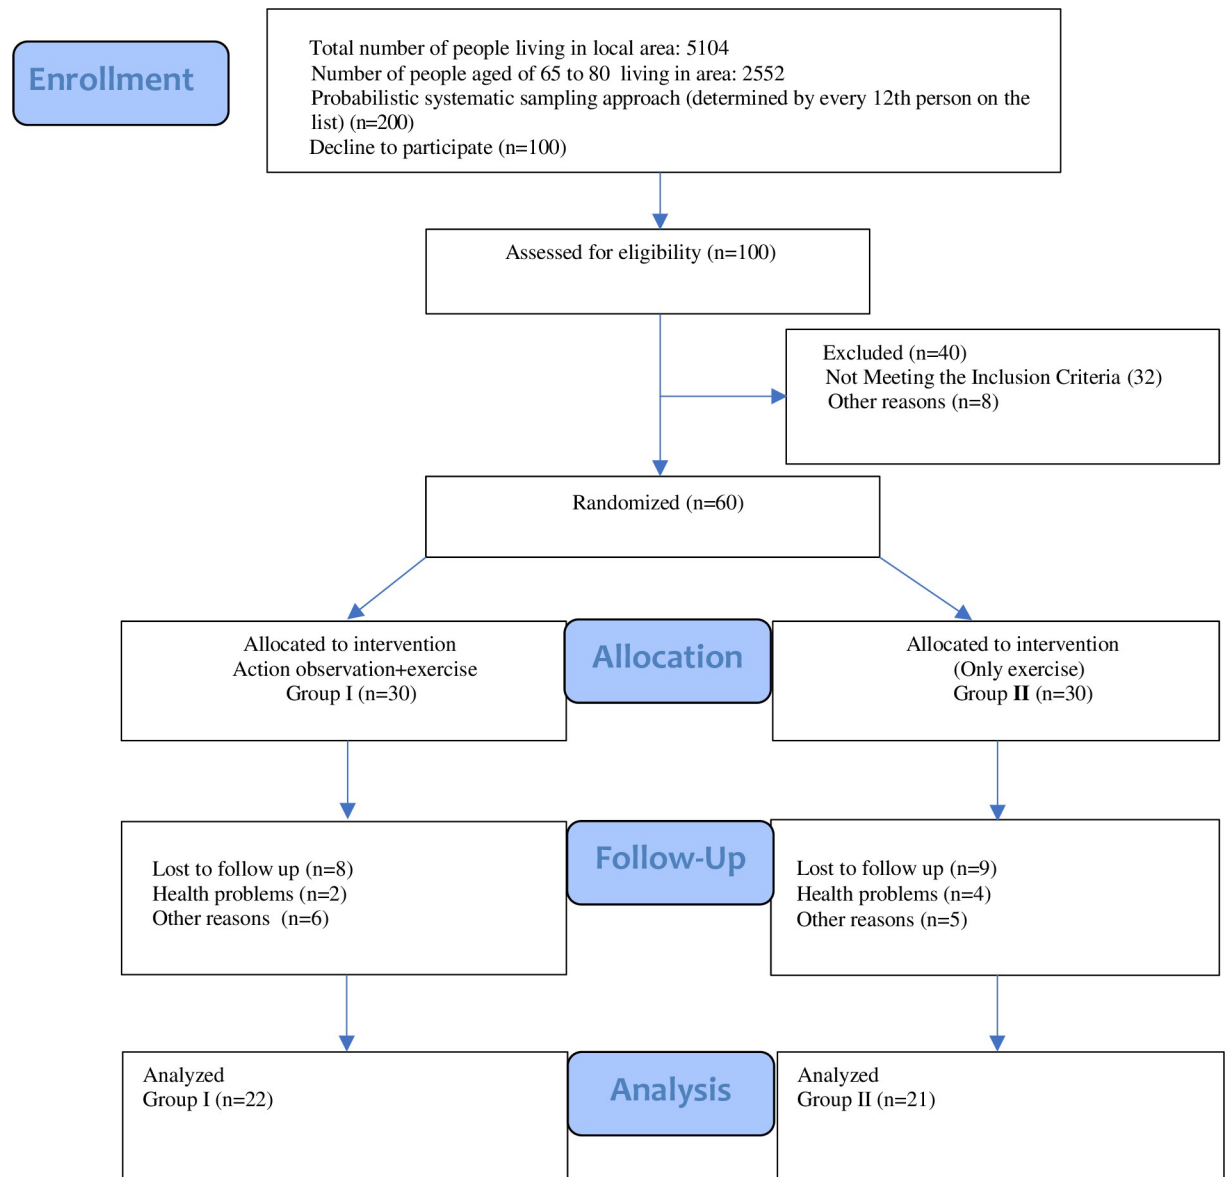 Enrollment
Total number of people living in local area: 5104
Number of people aged of 65 to 80 living in area: 2552
Probabilistic systematic sampling approach (determined by every 12th person on the
list) (n=200)
Decline to participate (n=100)
Assessed for eligibility (n=100)
Excluded (n=40)
Not Meeting the Inclusion Criteria (32)
Other reasons (n=8)
Randomized (n=60)
Allocated to intervention
Action observation+exercise
Group I (n=30)
Allocation
Allocated to intervention
(Only exercise)
Group II (n=30)
Lost to follow up (n=8)
Health problems (n=2)
Other reasons (n=6)
Follow-Up
Lost to follow up (n=9)
Health problems (n=4)
Other reasons (n=5)
Analyzed
Group I (n=22)
Analysis
Analyzed
Group II (n=21)